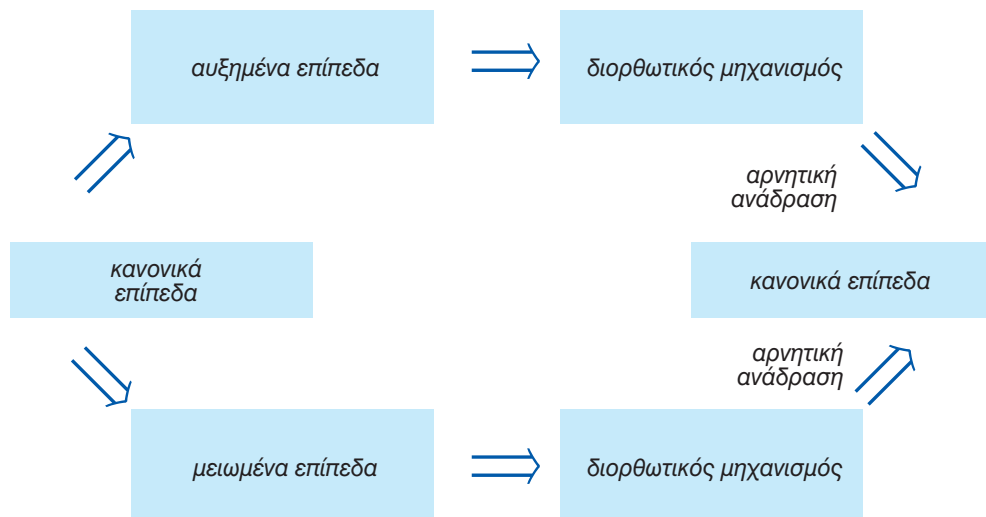 αυξημένα επίπεδα
διορθωτικός μηχανισμός
αρνητική
ανάδραση
κανονικά
επίπεδα
κανονικά επίπεδα
αρνητική
ανάδραση
μειωμένα επίπεδα
διορθωτικός μηχανισμός